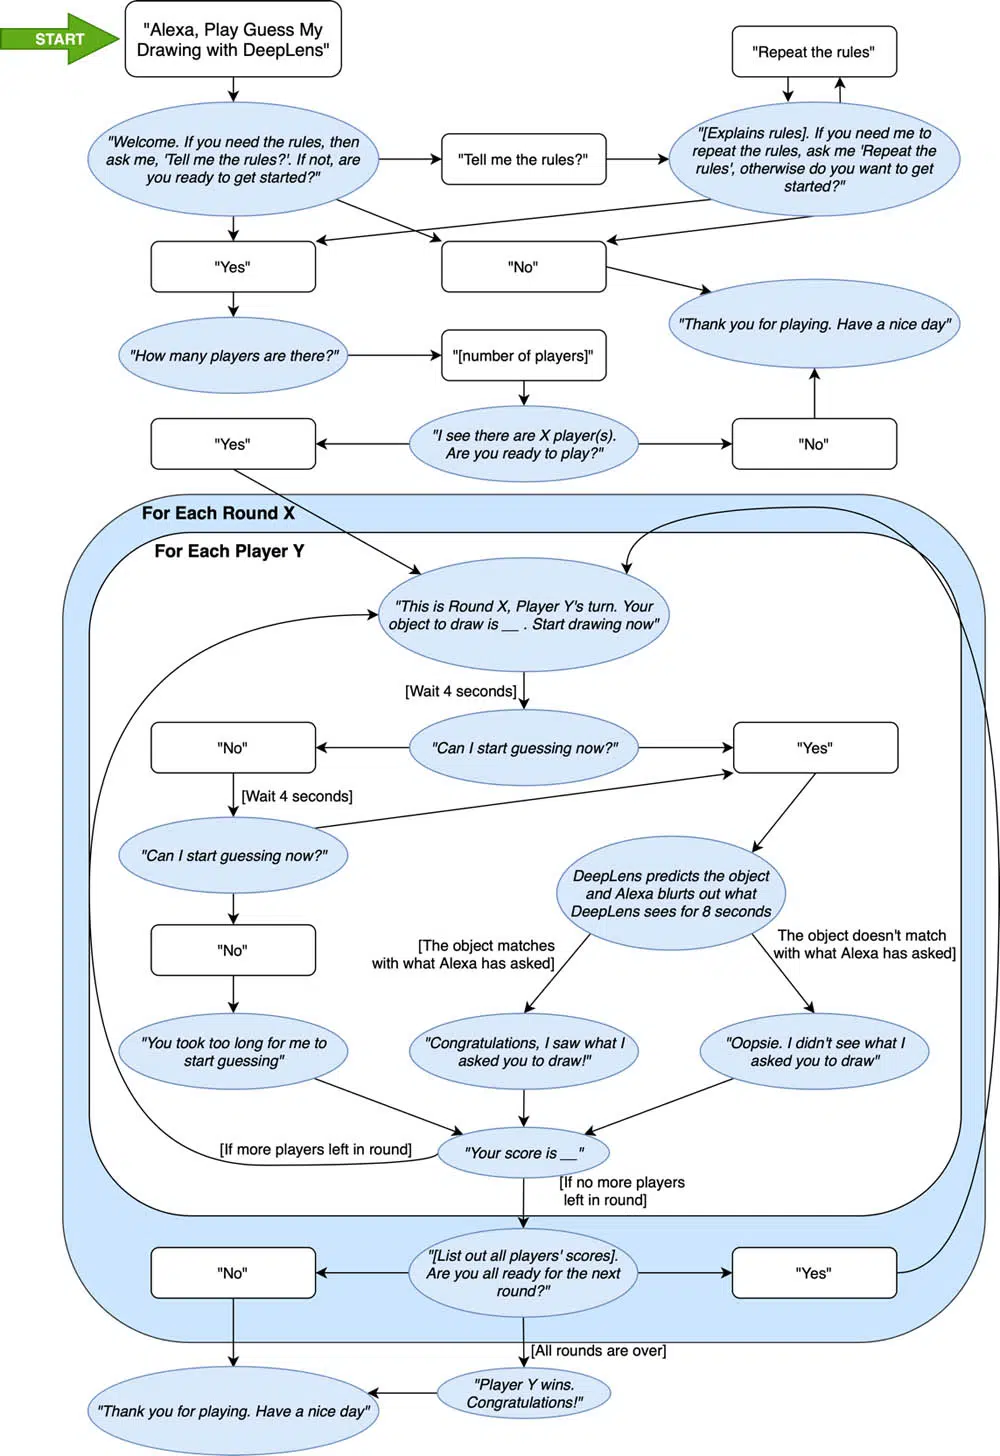 START
"Alexa, Play Guess My
Drawing with DeepLens"
"Repeat the rules"
"Welcome. If you need the rules, then
ask me, 'Tell me the rules?'. If not, are
you ready to get started?"
"Tell me the rules?"
"[Explains rules]. If you need me to
repeat the rules, ask me 'Repeat the
rules', otherwise do you want to get
started?"
"Yes"
"No"
"Thank you for playing. Have a nice day"
"How many players are there?"
"[number of players]"
"Yes"
"I see there are X player(s).
Are you ready to play?"
"No"
For Each Round X
For Each Player Y
"This is Round X, Player Y's turn. Your
object to draw is __ . Start drawing now"
[Wait 4 seconds]
"No"
"Can I start guessing now?"
"Yes"
[Wait 4 seconds]
"Can I start guessing now?"
DeepLens predicts the object
and Alexa blurts out what
DeepLens sees for 8 seconds
"No"
[The object matches
with what Alexa has asked]
The object doesn't match
with what Alexa has asked]
"You took too long for me to
start guessing"
"Congratulations, I saw what I
asked you to draw!"
"Oopsie. I didn't see what I
asked you to draw"
[If more players left in round]
"Your score is __"
[If no more players
left in round]
"No"
"[List out all players' scores].
Are you all ready for the next
round?"
"Yes"
[All rounds are over]
"Player Y wins.
Congratulations!"
"Thank you for playing. Have a nice day"